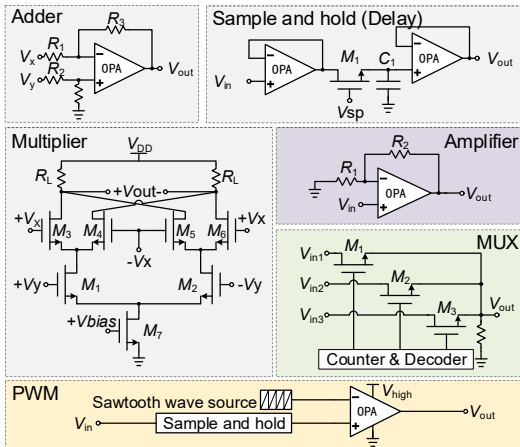 Adder
R1
R3
Vx
Vy
R2
OPA
Vout
Sample and hold (Delay)
OPA
Vin
M1
C1
Vsp
OPA
Vout
Multiplier
VDD
RL
+Vout-
RL
+Vx
M3
M4
M5
M6
+Vx
-Vx
+Vy
M1
M2
-Vy
+Vbias
M7
Amplifier
R1
R2
Vin
OPA
Vout
MUX
Vin1
M1
Vin2
M2
Vin3
M3
Vout
Counter & Decoder
PWM
Sawtooth wave source
Vin
Sample and hold
Vhigh
OPA
Vout